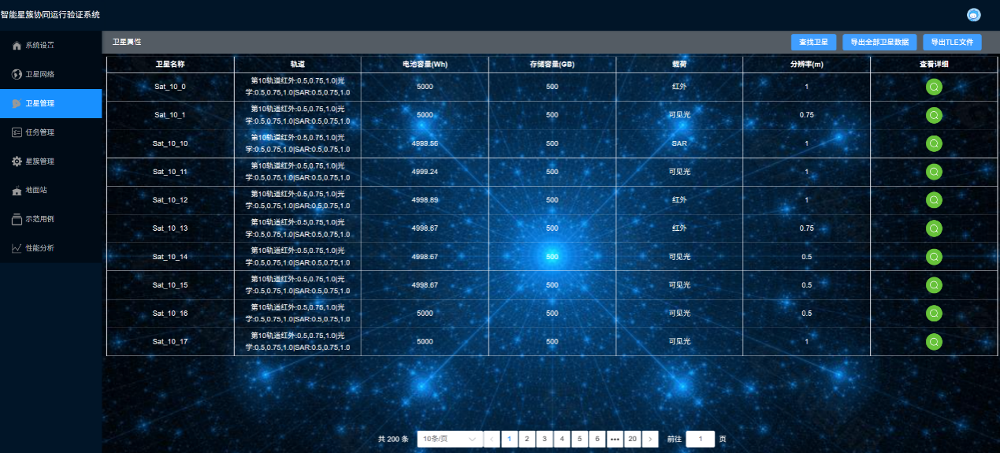 智能星簇协同运行验证系统
系统设置
卫星网络
卫星管理
任务管理
星簇管理
地面站
示范用例
性能分析
卫星属性
查找卫星 导出全部卫星数据 导出TLE文件
卫星名称 轨道 电池容量(Wh) 存储容量(GB) 载荷 分辨率(m) 查看详细
Sat_10_0 第10轨道红外:0.5,0.75,1.0|光 5000 500 红外 1
学:0.5,0.75,1.0|SAR:0.5,0.75,1.0
Sat_10_1 第10轨道红外:0.5,0.75,1.0|光 5000 500 可见光 0.75
学:0.5,0.75,1.0|SAR:0.5,0.75,1.0
Sat_10_10 第10轨道红外:0.5,0.75,1.0|光 4999.56 500 SAR 1
学:0.5,0.75,1.0|SAR:0.5,0.75,1.0
Sat_10_11 第10轨道红外:0.5,0.75,1.0|光 4999.24 500 可见光 1
学:0.5,0.75,1.0|SAR:0.5,0.75,1.0
Sat_10_12 第10轨道红外:0.5,0.75,1.0|光 4998.89 500 红外 1
学:0.5,0.75,1.0|SAR:0.5,0.75,1.0
Sat_10_13 第10轨道红外:0.5,0.75,1.0|光 4998.67 500 红外 0.75
学:0.5,0.75,1.0|SAR:0.5,0.75,1.0
Sat_10_14 第10轨道红外:0.5,0.75,1.0|光 4998.67 500 可见光 0.5
学:0.5,0.75,1.0|SAR:0.5,0.75,1.0
Sat_10_15 第10轨道红外:0.5,0.75,1.0|光 4998.67 500 可见光 0.5
学:0.5,0.75,1.0|SAR:0.5,0.75,1.0
Sat_10_16 第10轨道红外:0.5,0.75,1.0|光 5000 500 可见光 0.5
学:0.5,0.75,1.0|SAR:0.5,0.75,1.0
Sat_10_17 第10轨道红外:0.5,0.75,1.0|光 5000 500 可见光 1
学:0.5,0.75,1.0|SAR:0.5,0.75,1.0
共 200 条 10条/页 1 2 3 4 5 6 ••• 20 前往 1 页